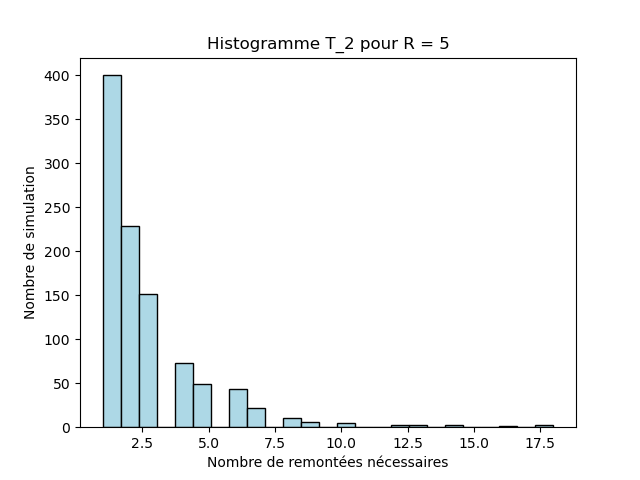 Histogramme T_2 pour R = 5
400
350
300
250
200
150
100
50
0
Nombre de simulation
2.5 5.0 7.5 10.0 12.5 15.0 17.5
Nombre de remontées nécessaires